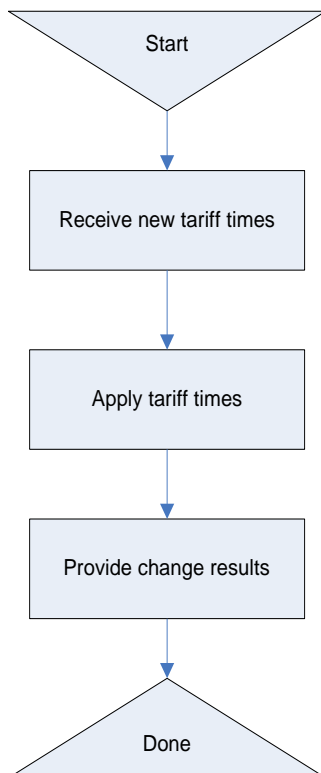 Start
Receive new tariff times
Apply tariff times
Provide change results
Done